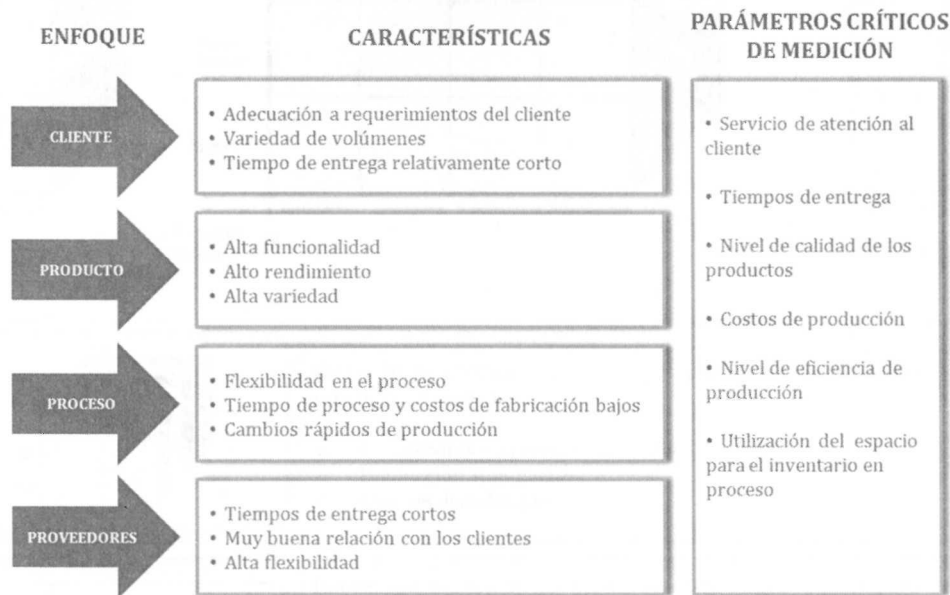 ENFOQUE
CARACTERÍSTICAS
PARÁMETROS CRÍTICOS
DE MEDICIÓN
CLIENTE
• Adecuación a requerimientos del cliente
• Variedad de volúmenes
• Tiempo de entrega relativamente corto
PRODUCTO
• Alta funcionalidad
• Alto rendimiento
• Alta variedad
PROCESO
• Flexibilidad en el proceso
• Tiempo de proceso y costos de fabricación bajos
• Cambios rápidos de producción
PROVEEDORES
• Tiempos de entrega cortos
• Muy buena relación con los clientes
• Alta flexibilidad
• Servicio de atención al
cliente
• Tiempos de entrega
• Nivel de calidad de los
productos
• Costos de producción
• Nivel de eficiencia de
producción
• Utilización del espacio
para el inventario en
proceso